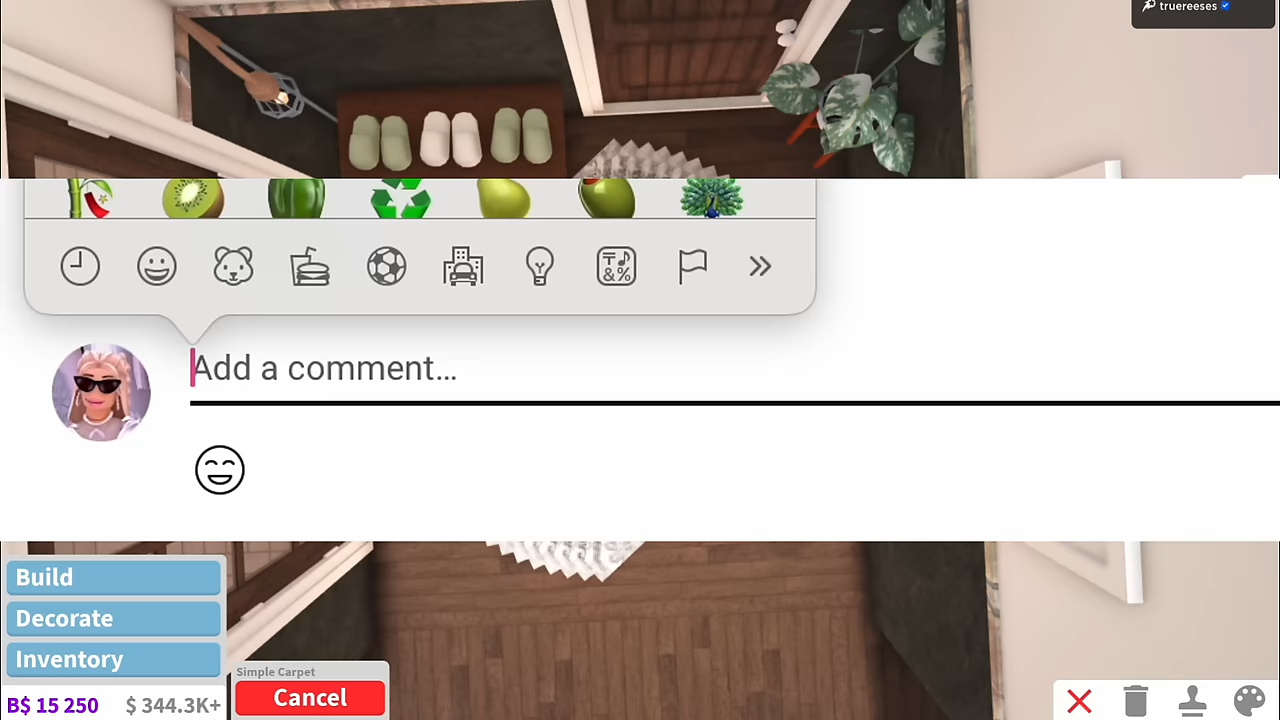 truereeses
Add a comment...
Build
Decorate
Inventory
B$ 15 250 $ 344.3K+
Simple Carpet
Cancel